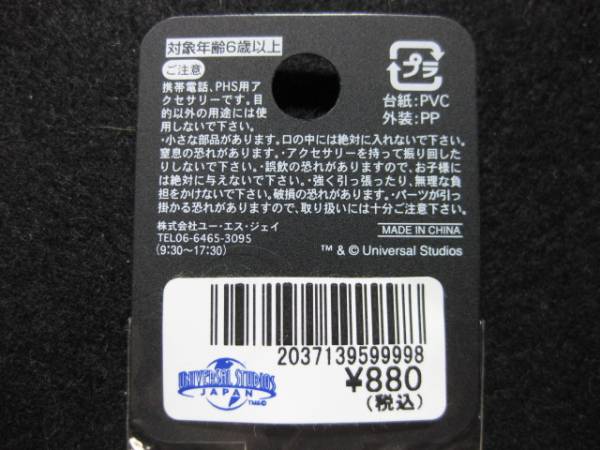 対象年齢6歳以上
ご注意
携帯電話、PHS用ア
クセサリーです。目
的以外の用途には使
用しないで下さい。
・小さな部品があります。口の中には絶対に入れないで下さい。
窒息の恐れがあります。・アクセサリーを持って振り回した
りしないで下さい。・誤飲の恐れがありますので、お子様に
は絶対に与えないで下さい。・強く引っ張ったり、無理な負
担をかけないで下さい。破損の恐れがあります。・パーツが引っ
掛かる恐れがありますので、取り扱いには十分ご注意下さい。
株式会社ユー・エス・ジェイ
TEL06-6465-3095
(9:30〜17:30)
プラ
台紙:PVC
外装:PP
MADE IN CHINA
™ & © Universal Studios
2037139599998
UNIVERSAL STUDIOS
JAPAN
TM&©
¥880
(税込)